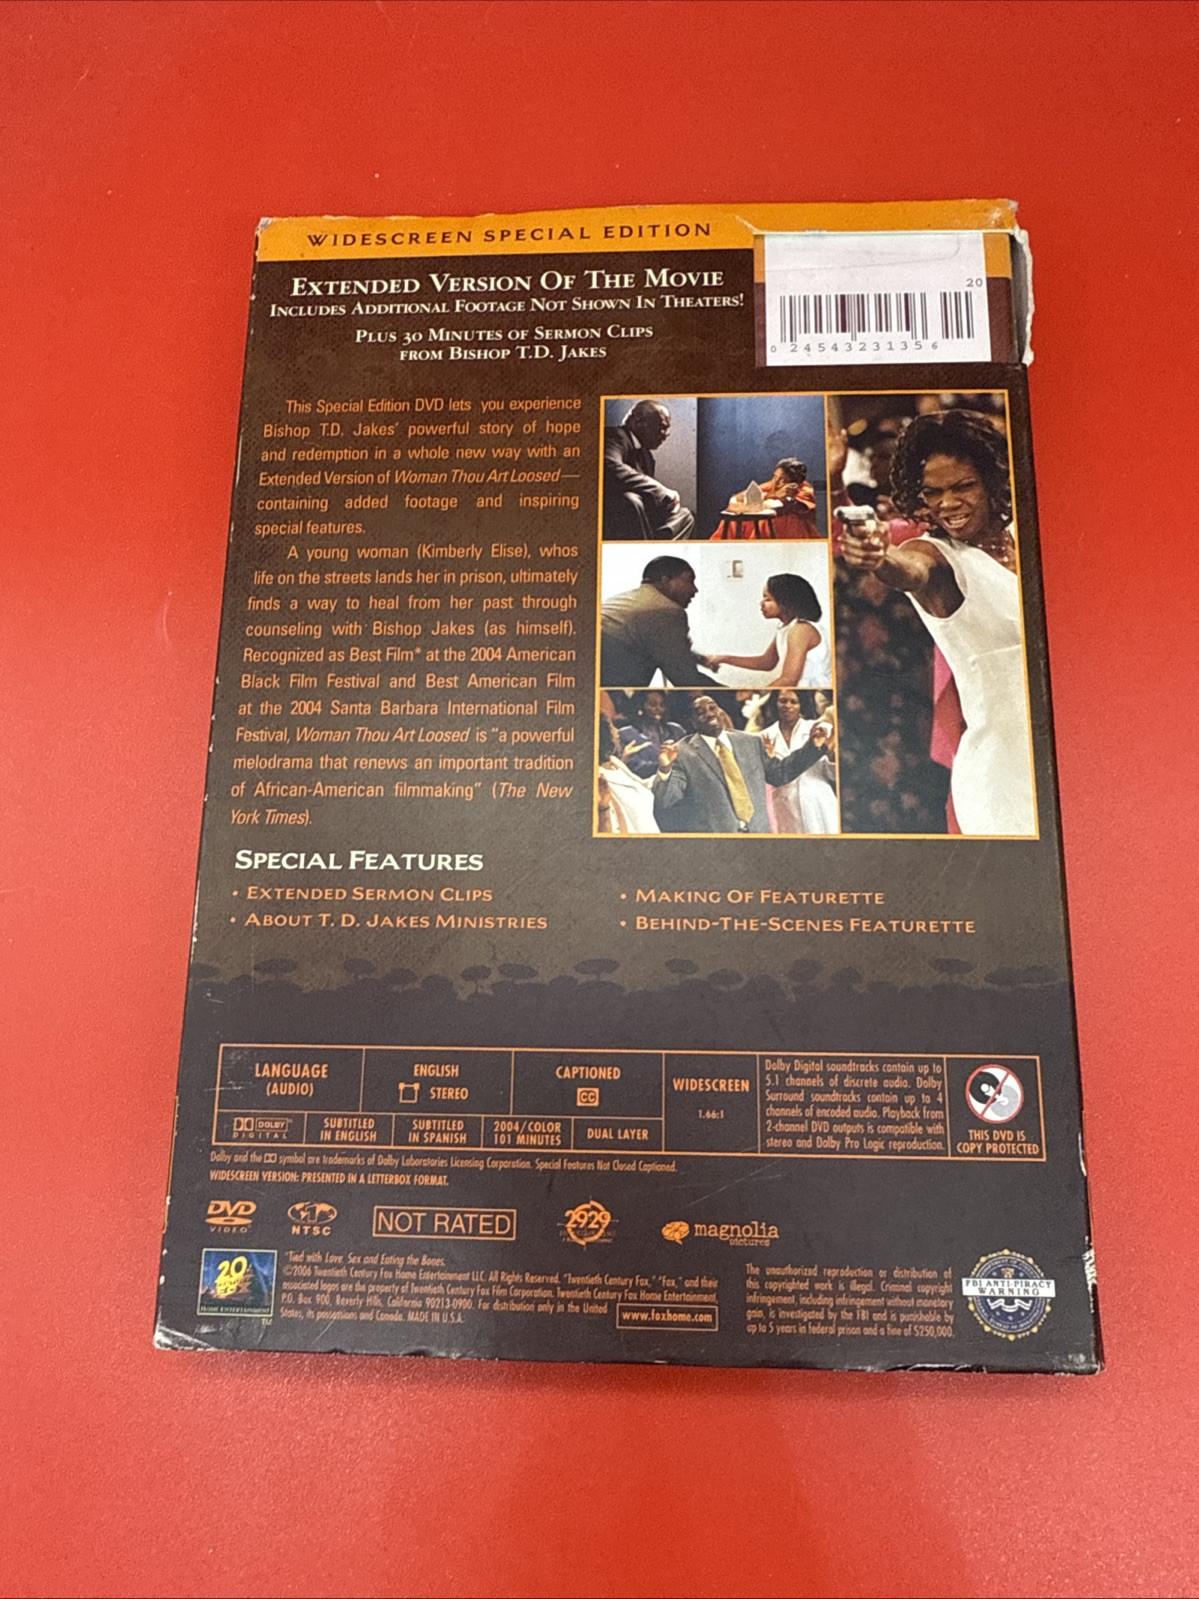 WIDESCREEN SPECIAL EDITION
EXTENDED VERSION OF THE MOVIE
INCLUDES ADDITIONAL FOOTAGE NOT SHOWN IN THEATERS!
PLUS 30 MINUTES OF SERMON CLIPS
FROM BISHOP T.D. JAKES
20
0 24543 23135 6
This Special Edition DVD lets you experience
Bishop T.D. Jakes' powerful story of hope
and redemption in a whole new way with an
Extended Version of Woman Thou Art Loosed—
containing added footage and inspiring
special features.
A young woman (Kimberly Elise), whos
life on the streets lands her in prison, ultimately
finds a way to heal from her past through
counseling with Bishop Jakes (as himself).
Recognized as Best Film* at the 2004 American
Black Film Festival and Best American Film
at the 2004 Santa Barbara International Film
Festival, Woman Thou Art Loosed is "a powerful
melodrama that renews an important tradition
of African-American filmmaking" (The New
York Times).
SPECIAL FEATURES
• EXTENDED SERMON CLIPS
• ABOUT T. D. JAKES MINISTRIES
• MAKING OF FEATURETTE
• BEHIND-THE-SCENES FEATURETTE
LANGUAGE
(AUDIO)
ENGLISH
STEREO
CAPTIONED
CC
WIDESCREEN
1.66:1
DOLBY
DIGITAL
SUBTITLED
IN ENGLISH
SUBTITLED
IN SPANISH
2004/COLOR
101 MINUTES
DUAL LAYER
Dolby Digital soundtracks contain up to
5.1 channels of discrete audio. Dolby
Surround soundtracks contain up to 4
channels of encoded audio. Playback from
2-channel DVD outputs is compatible with
stereo and Dolby Pro Logic reproduction.
THIS DVD IS
COPY PROTECTED
Dolby and the DD symbol are trademarks of Dolby Laboratories Licensing Corporation. Special Features Not Closed Captioned.
WIDESCREEN VERSION: PRESENTED IN A LETTERBOX FORMAT.
DVD
VIDEO
NTSC
NOT RATED
2929
magnolia
pictures
20
HOME ENTERTAINMENT
TM
*Tied with Love, Sex and Eating the Bones.
©2006 Twentieth Century Fox Home Entertainment LLC. All Rights Reserved. "Twentieth Century Fox," "Fox," and their
associated logos are the property of Twentieth Century Fox Film Corporation. Twentieth Century Fox Home Entertainment,
P.O. Box 900, Beverly Hills, California 90213-0900. For distribution only in the United
States, its possessions and Canada. MADE IN U.S.A.
www.foxhome.com
The unauthorized reproduction or distribution of
this copyrighted work is illegal. Criminal copyright
infringement, including infringement without monetary
gain, is investigated by the FBI and is punishable by
up to 5 years in federal prison and a fine of $250,000.
FBI ANTI-PIRACY
WARNING